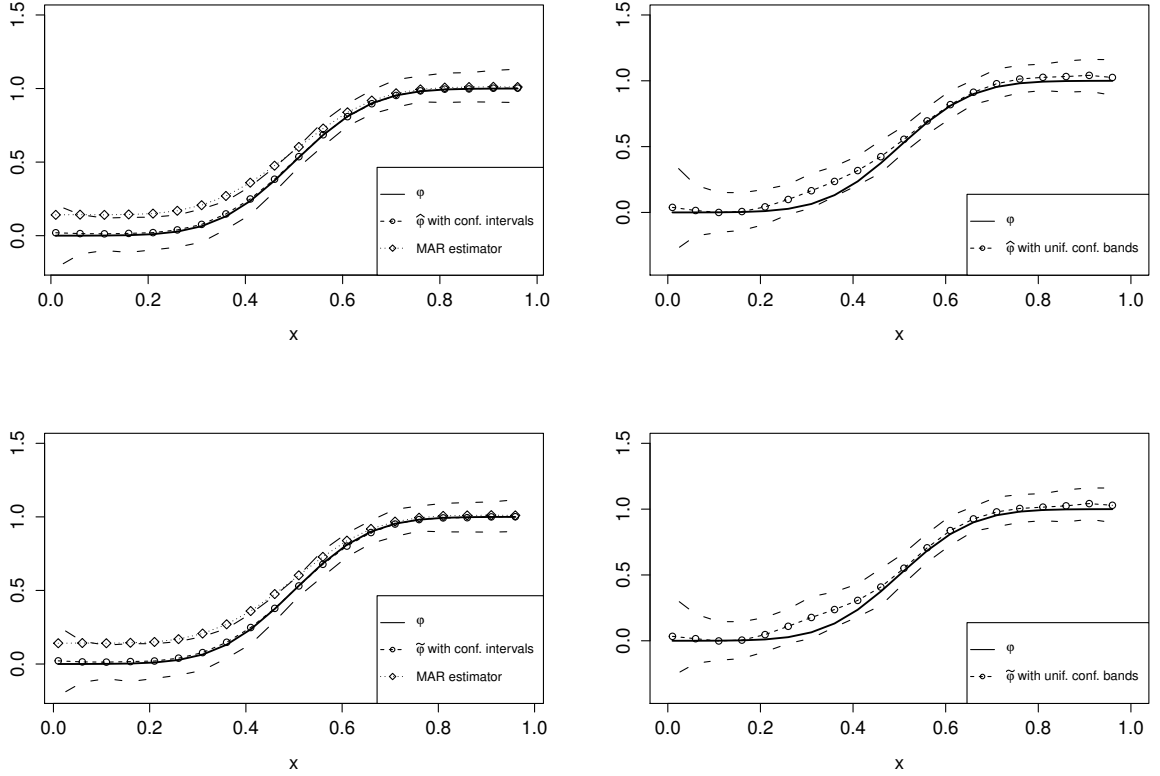 1.5
1.0
0.5
0.0
φ
φ̂ with conf. intervals
MAR estimator
0.0 0.2 0.4 0.6 0.8 1.0
x
1.5
1.0
0.5
0.0
φ
φ̂ with unif. conf. bands
0.0 0.2 0.4 0.6 0.8 1.0
x
1.5
1.0
0.5
0.0
φ
φ̃ with conf. intervals
MAR estimator
0.0 0.2 0.4 0.6 0.8 1.0
x
1.5
1.0
0.5
0.0
φ
φ̃ with unif. conf. bands
0.0 0.2 0.4 0.6 0.8 1.0
x